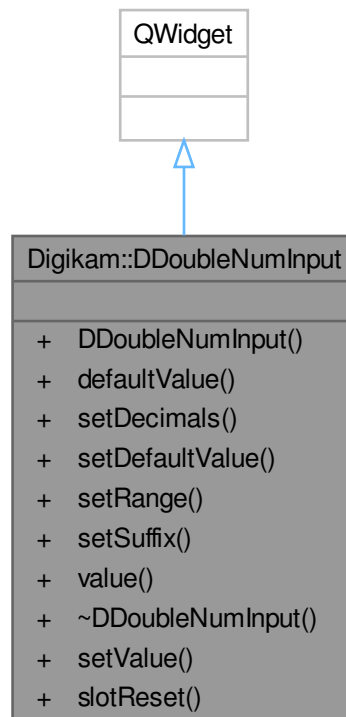 QWidget
Digikam::DDoubleNumInput
+ DDoubleNumInput()
+ defaultValue()
+ setDecimals()
+ setDefaultValue()
+ setRange()
+ setSuffix()
+ value()
+ ~DDoubleNumInput()
+ setValue()
+ slotReset()